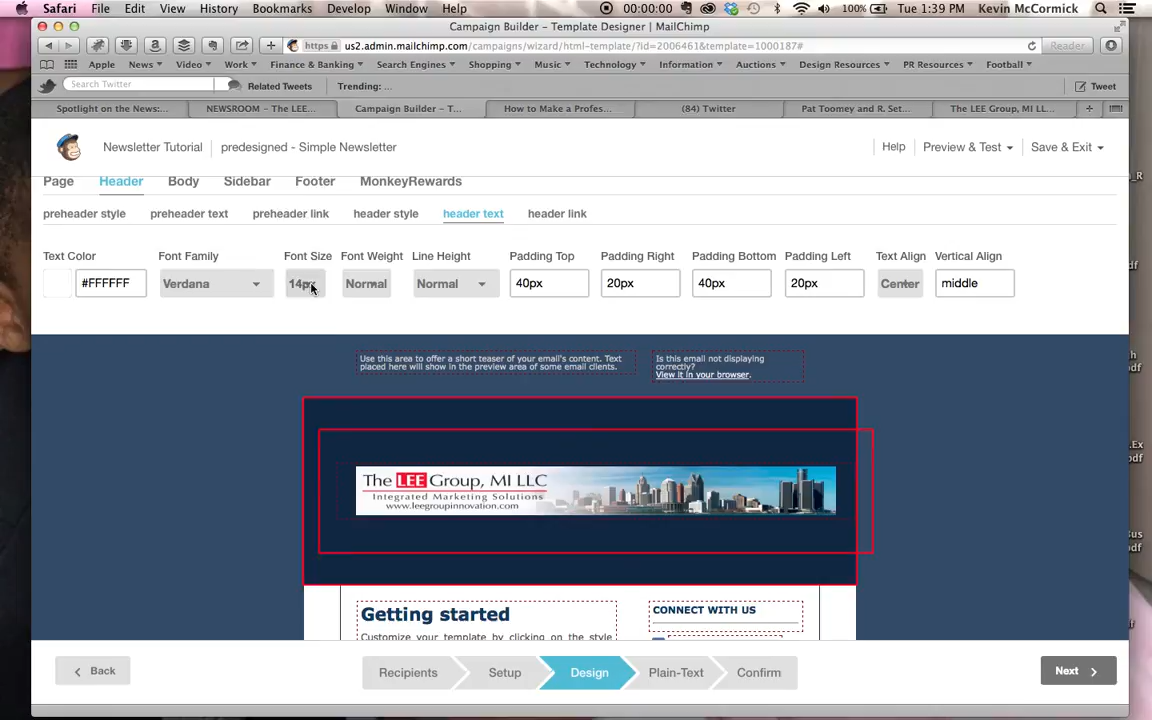 Safari File Edit View History Bookmarks Develop Window Help 00:00:00 100% Tue 1:39 PM Kevin McCormick
Campaign Builder – Template Designer | MailChimp
https us2.admin.mailchimp.com/campaigns/wizard/html-template/?id=2006461&template=1000187# Reader
Apple News Video Work Finance & Banking Search Engines Shopping Music Technology Information Auctions Design Resources PR Resources Football
Search Twitter Related Tweets Trending: ... Tweet
Spotlight on the News:... NEWSROOM – The LEE... Campaign Builder – T... How to Make a Profes... (84) Twitter Pat Toomey and R. Set... The LEE Group, MI LL...
Newsletter Tutorial predesigned - Simple Newsletter Help Preview & Test Save & Exit
Page Header Body Sidebar Footer MonkeyRewards
preheader style preheader text preheader link header style header text header link
Text Color Font Family Font Size Font Weight Line Height Padding Top Padding Right Padding Bottom Padding Left Text Align Vertical Align
#FFFFFF Verdana 14px Normal Normal 40px 20px 40px 20px Center middle
Use this area to offer a short teaser of your email's content. Text
placed here will show in the preview area of some email clients.
Is this email not displaying
correctly?
View it in your browser.
The LEE Group, MI LLC
Integrated Marketing Solutions
www.leegroupinnovation.com
Getting started
Customize your template by clicking on the style
CONNECT WITH US
Back Recipients Setup Design Plain-Text Confirm Next